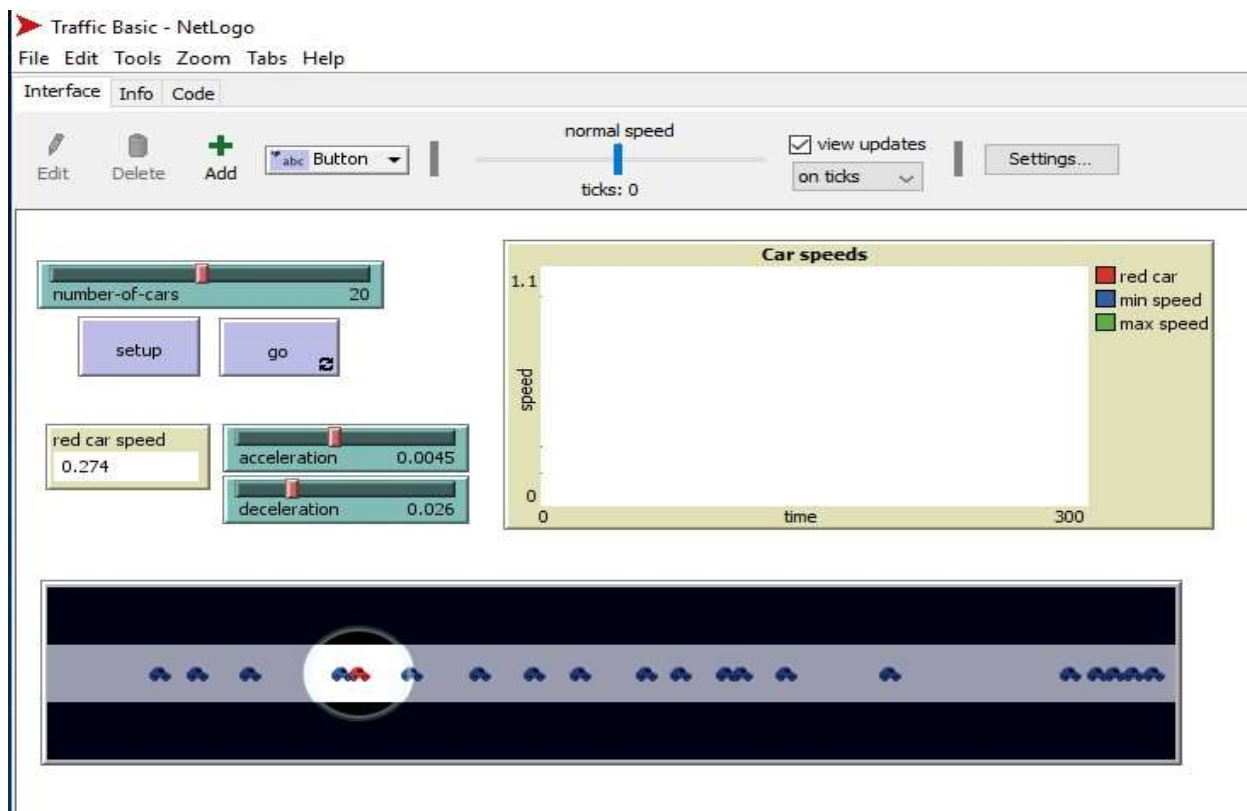 Traffic Basic - NetLogo
File Edit Tools Zoom Tabs Help
Interface Info Code
Edit Delete Add abc Button
normal speed
ticks: 0
view updates
on ticks
Settings...
number-of-cars 20
setup go
red car speed
0.274
acceleration 0.0045
deceleration 0.026
Car speeds
1.1
speed
0
0 time 300
red car
min speed
max speed